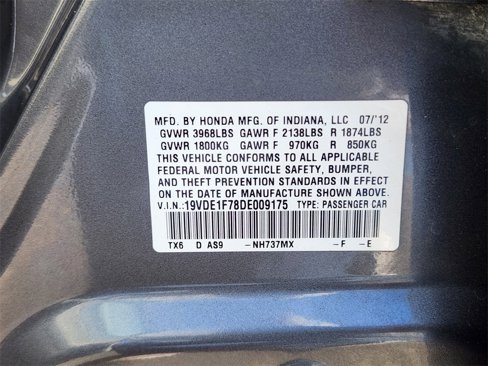 MFD. BY HONDA MFG. OF INDIANA, LLC 07/'12
GVWR 3968LBS GAWR F 2138LBS R 1874LBS
GVWR 1800KG GAWR F 970KG R 850KG
THIS VEHICLE CONFORMS TO ALL APPLICABLE
FEDERAL MOTOR VEHICLE SAFETY, BUMPER,
AND THEFT PREVENTION STANDARDS IN EFFECT
ON THE DATE OF MANUFACTURE SHOWN ABOVE.
V.I.N.:19VDE1F78DE009175 TYPE: PASSENGER CAR
TX6 D AS9 -NH737MX -F -E